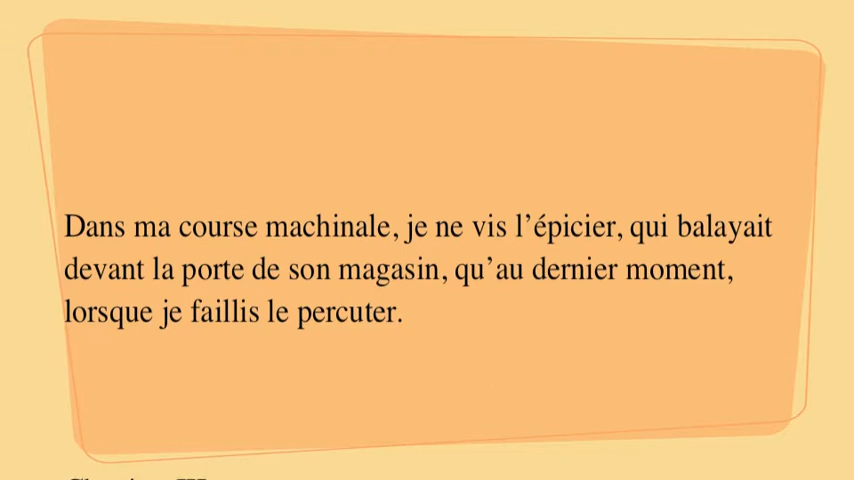 Dans ma course machinale, je ne vis l’épicier, qui balayait
devant la porte de son magasin, qu’au dernier moment,
lorsque je faillis le percuter.